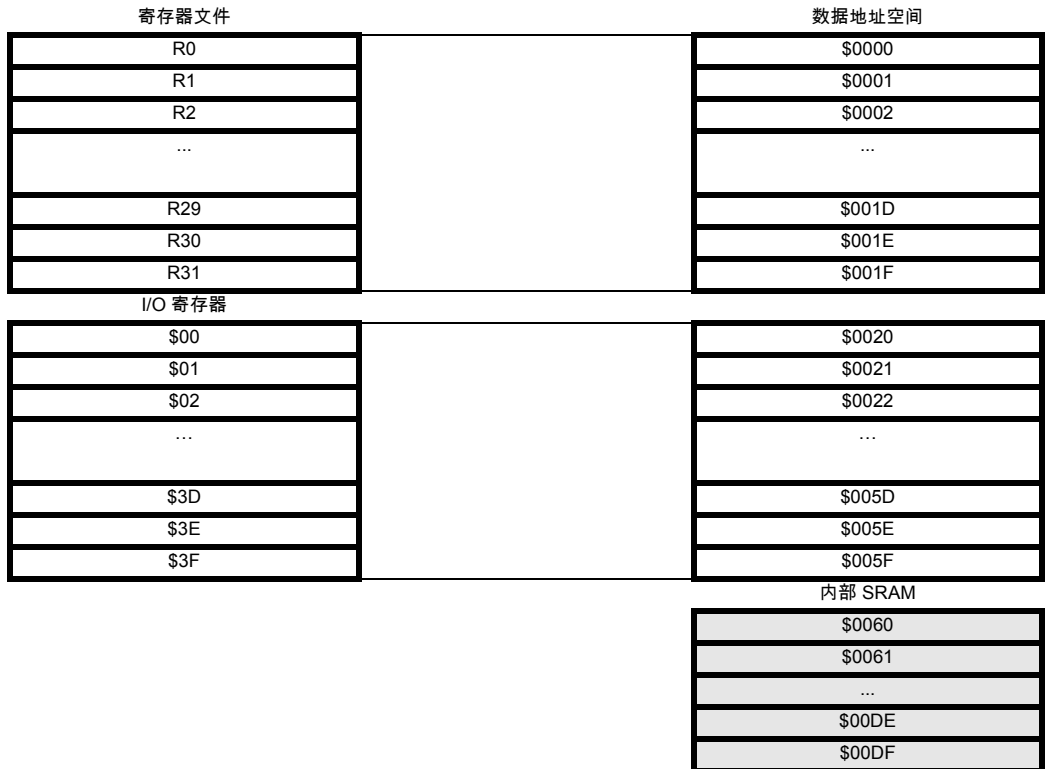 寄存器文件 数据地址空间
R0 $0000
R1 $0001
R2 $0002
... ...
R29 $001D
R30 $001E
R31 $001F
I/O 寄存器
$00 $0020
$01 $0021
$02 $0022
… …
$3D $005D
$3E $005E
$3F $005F
内部 SRAM
$0060
$0061
...
$00DE
$00DF